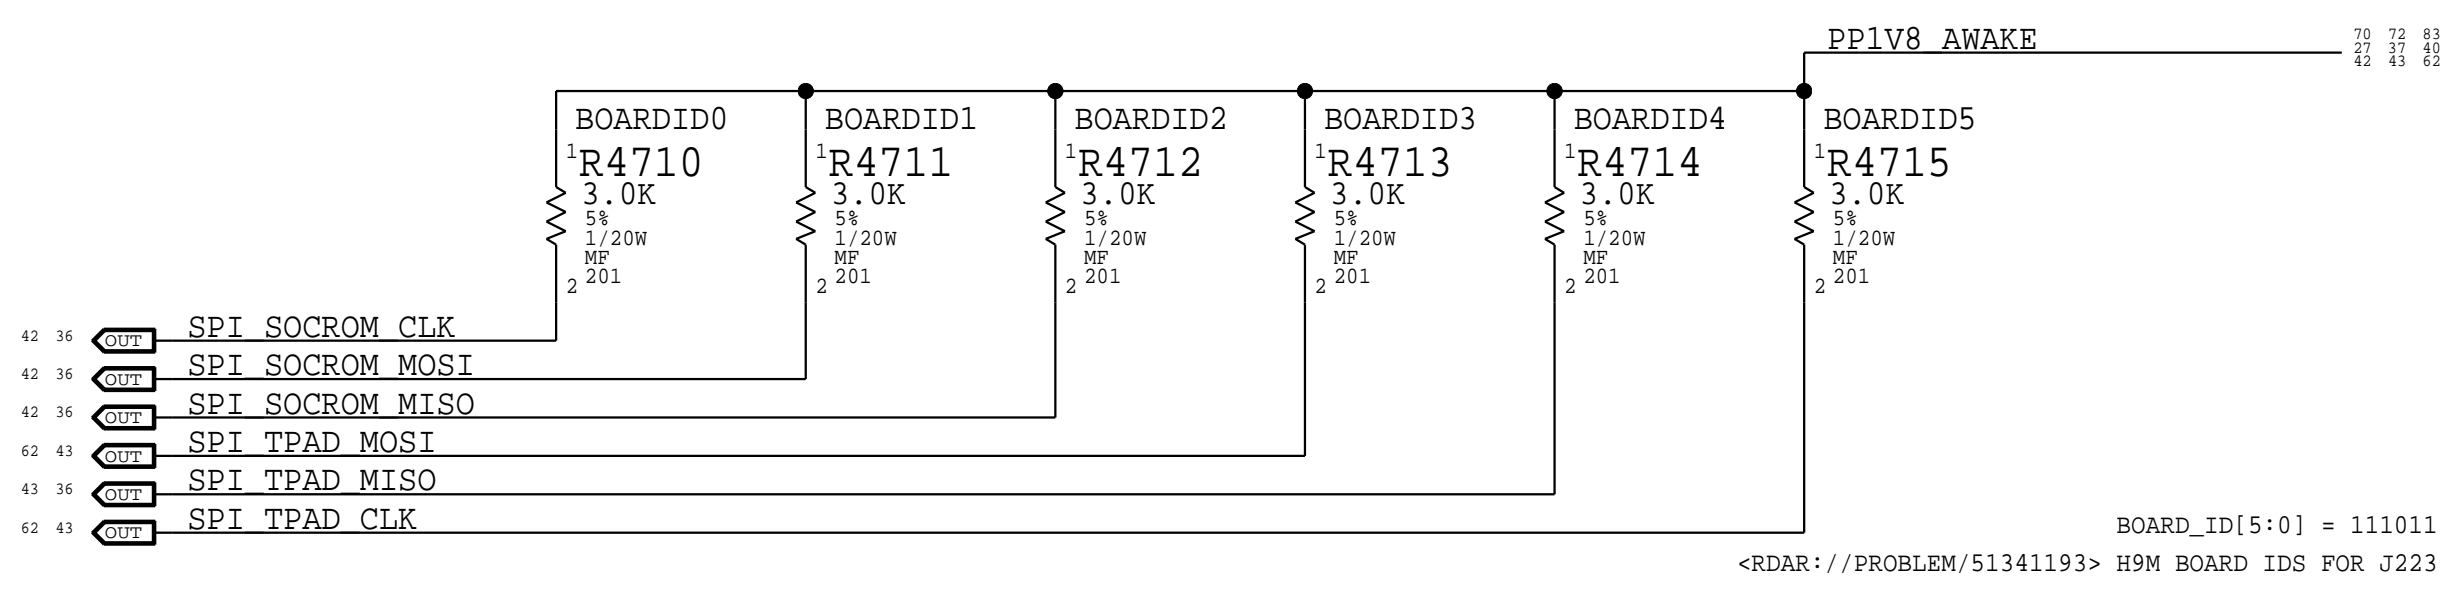 PP1V8_AWAKE
70 72 83
27 37 40
42 43 62
BOARDID0
1
R4710
3.0K
5%
1/20W
MF
201
2
BOARDID1
1
R4711
3.0K
5%
1/20W
MF
201
2
BOARDID2
1
R4712
3.0K
5%
1/20W
MF
201
2
BOARDID3
1
R4713
3.0K
5%
1/20W
MF
201
2
BOARDID4
1
R4714
3.0K
5%
1/20W
MF
201
2
BOARDID5
1
R4715
3.0K
5%
1/20W
MF
201
2
42 36 OUT SPI_SOCROM_CLK
42 36 OUT SPI_SOCROM_MOSI
42 36 OUT SPI_SOCROM_MISO
62 43 OUT SPI_TPAD_MOSI
43 36 OUT SPI_TPAD_MISO
62 43 OUT SPI_TPAD_CLK
BOARD_ID[5:0] = 111011
<RDAR://PROBLEM/51341193> H9M BOARD IDS FOR J223